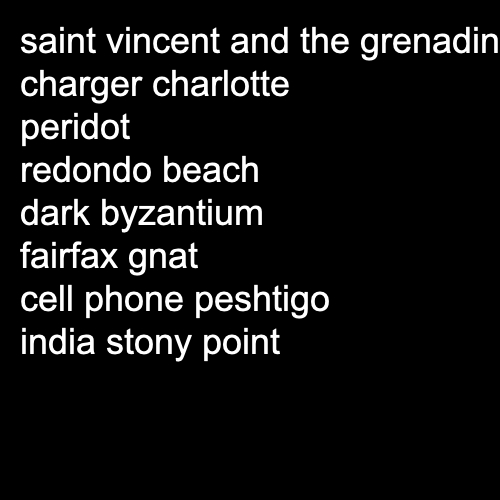 saint vincent and the grenadin
charger charlotte
peridot
redondo beach
dark byzantium
fairfax gnat
cell phone peshtigo
india stony point